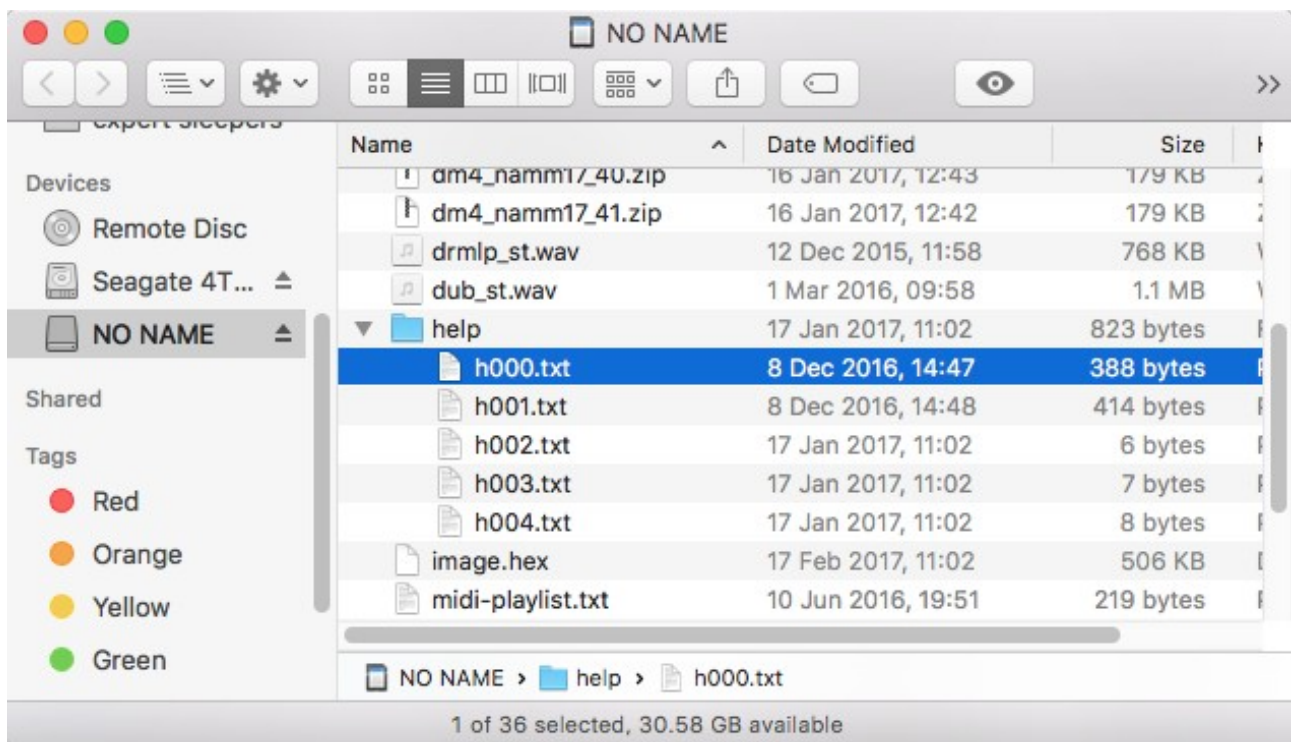 NO NAME
expert sleepers
Devices
Remote Disc
Seagate 4T...
NO NAME
Shared
Tags
Red
Orange
Yellow
Green
Name Date Modified Size
dm4_namm17_40.zip 16 Jan 2017, 12:43 179 KB
dm4_namm17_41.zip 16 Jan 2017, 12:42 179 KB
drmlp_st.wav 12 Dec 2015, 11:58 768 KB
dub_st.wav 1 Mar 2016, 09:58 1.1 MB
help 17 Jan 2017, 11:02 823 bytes
h000.txt 8 Dec 2016, 14:47 388 bytes
h001.txt 8 Dec 2016, 14:48 414 bytes
h002.txt 17 Jan 2017, 11:02 6 bytes
h003.txt 17 Jan 2017, 11:02 7 bytes
h004.txt 17 Jan 2017, 11:02 8 bytes
image.hex 17 Feb 2017, 11:02 506 KB
midi-playlist.txt 10 Jun 2016, 19:51 219 bytes
NO NAME › help › h000.txt
1 of 36 selected, 30.58 GB available